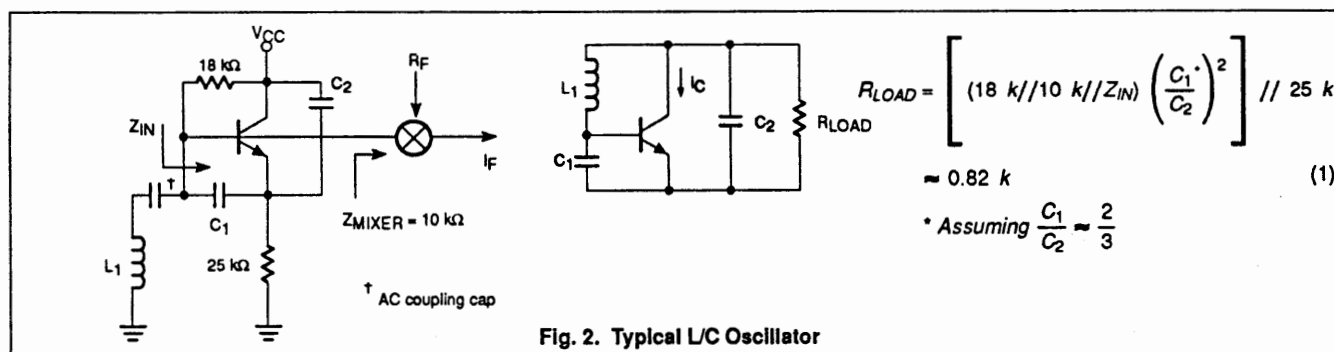 VCC
18 kΩ
C2
RF
ZIN
IF
†
C1
ZMIXER = 10 kΩ
L1
25 kΩ
† AC coupling cap
L1
IC
C1
C2
RLOAD
RLOAD = [ (18 k//10 k//ZIN) (C1*/C2)² ] // 25 k
≈ 0.82 k (1)
* Assuming C1/C2 ≈ 2/3
Fig. 2. Typical L/C Oscillator